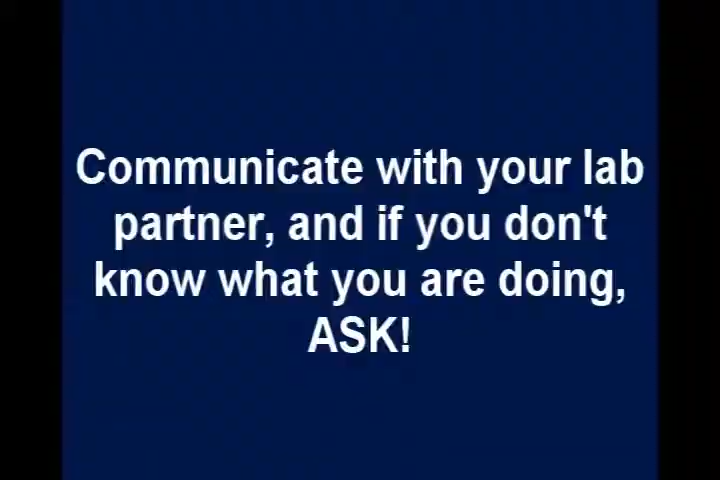 Communicate with your lab
partner, and if you don't
know what you are doing,
ASK!